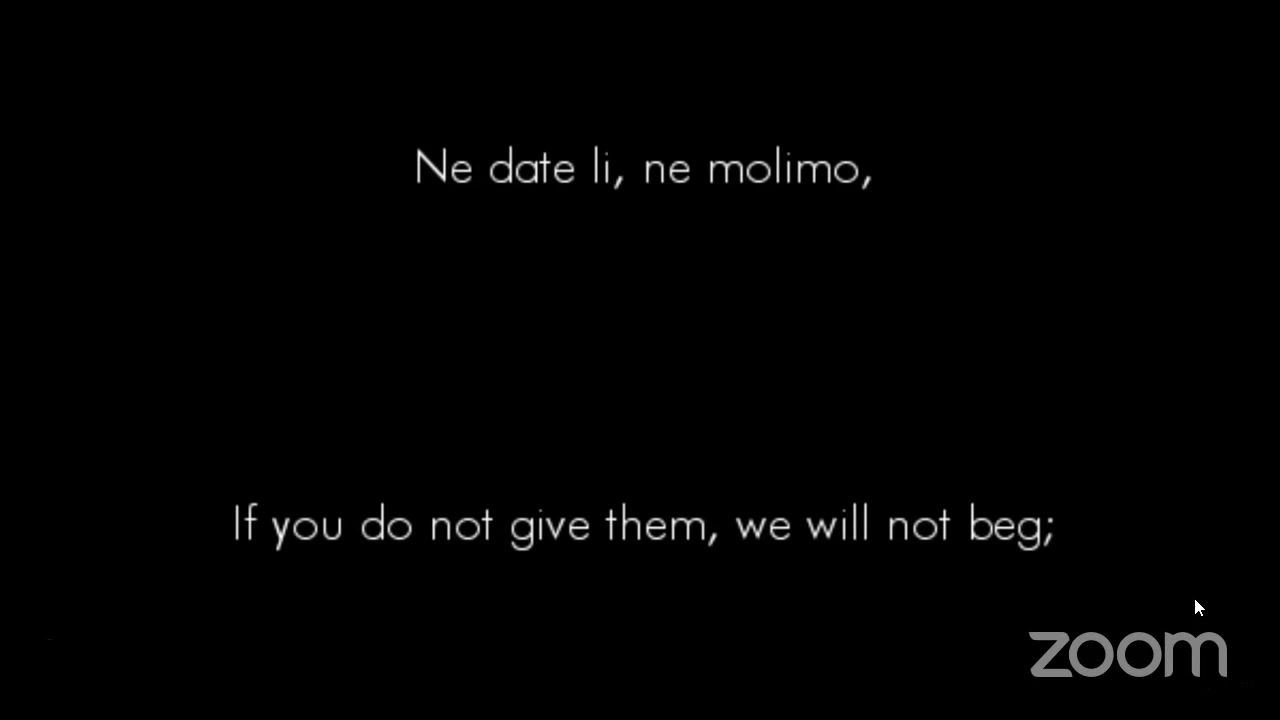 Ne date li, ne molimo,
If you do not give them, we will not beg;
zoom